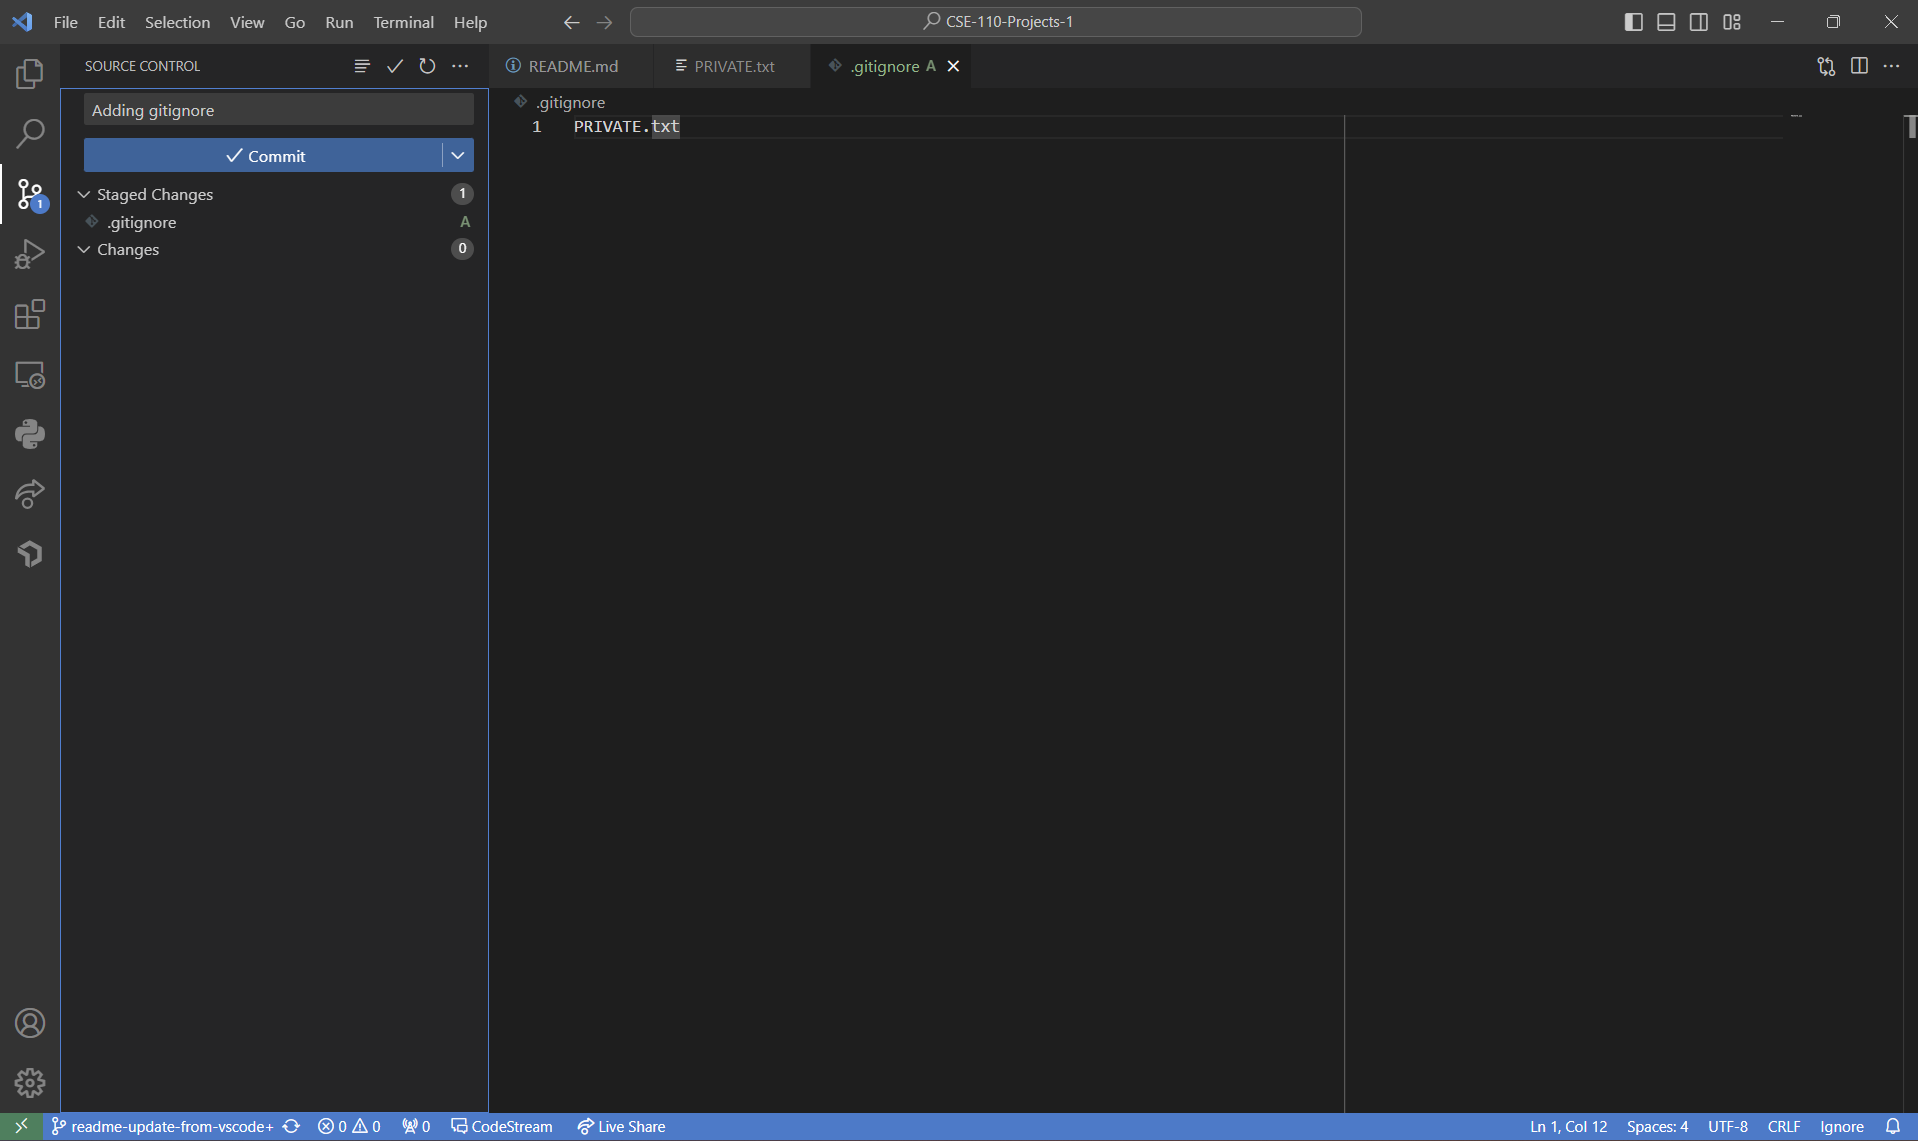 File Edit Selection View Go Run Terminal Help
CSE-110-Projects-1
SOURCE CONTROL
README.md
PRIVATE.txt
.gitignore A
Adding gitignore
Commit
Staged Changes 1
.gitignore A
Changes 0
.gitignore
1 PRIVATE.txt
1
readme-update-from-vscode+ 0 0 0 CodeStream Live Share Ln 1, Col 12 Spaces: 4 UTF-8 CRLF Ignore